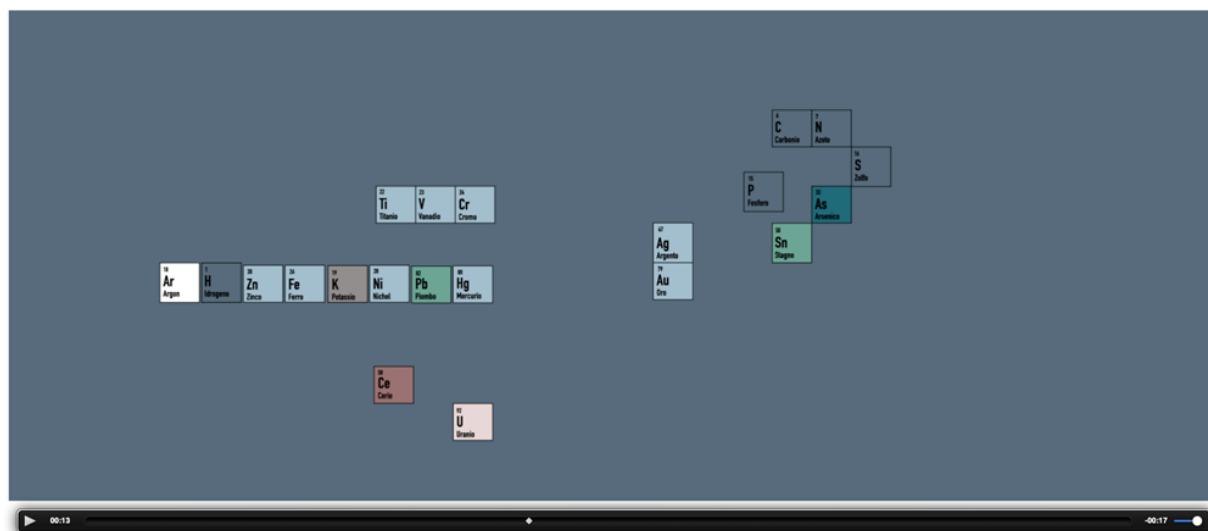 6 7
C N
Carbonio Azoto
16
S
Zolfo
15
P
Fosforo
22 23 24
Ti V Cr
Titanio Vanadio Cromo
33
As
Arsenico
47
Ag
Argento
50
Sn
Stagno
79
Au
Oro
18 1 30 26 19 28 82 80
Ar H Zn Fe K Ni Pb Hg
Argon Idrogeno Zinco Ferro Potassio Nichel Piombo Mercurio
58
Ce
Cerio
92
U
Uranio
00:13 -00:17